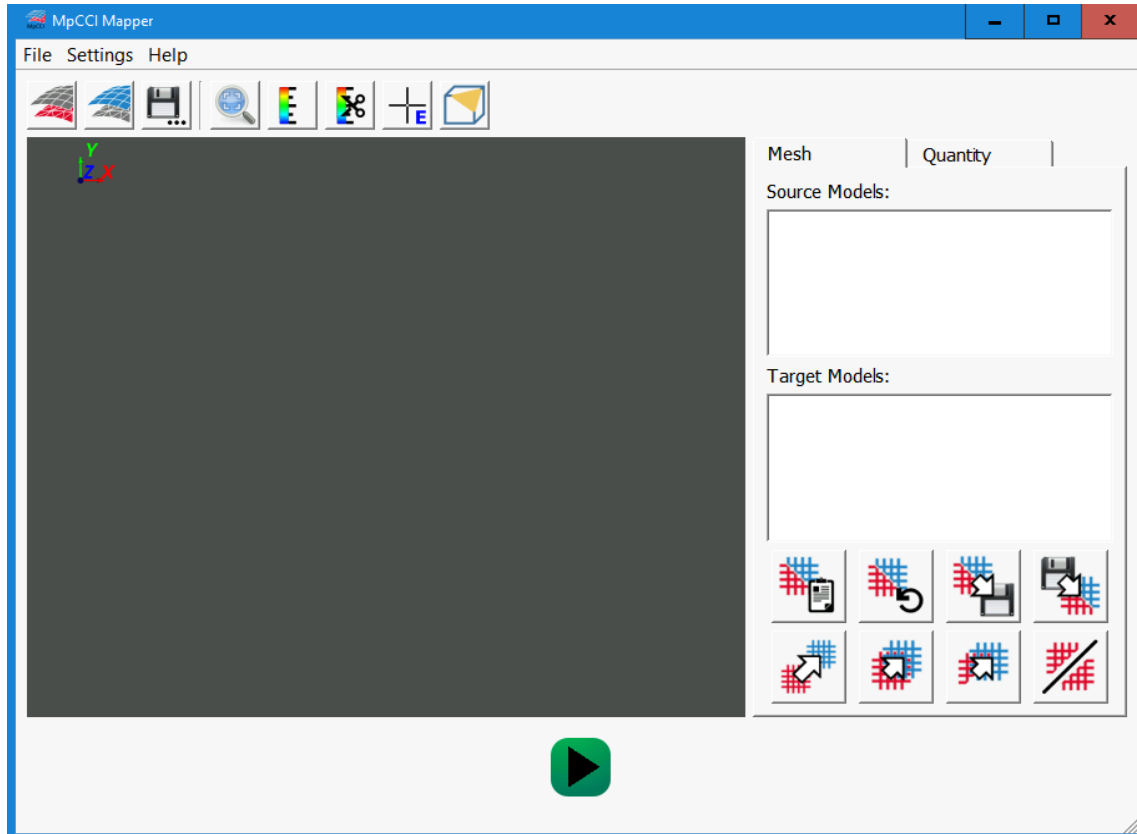 MpCCI Mapper
File Settings Help
E
Y
Z X
Mesh Quantity
Source Models:
Target Models: